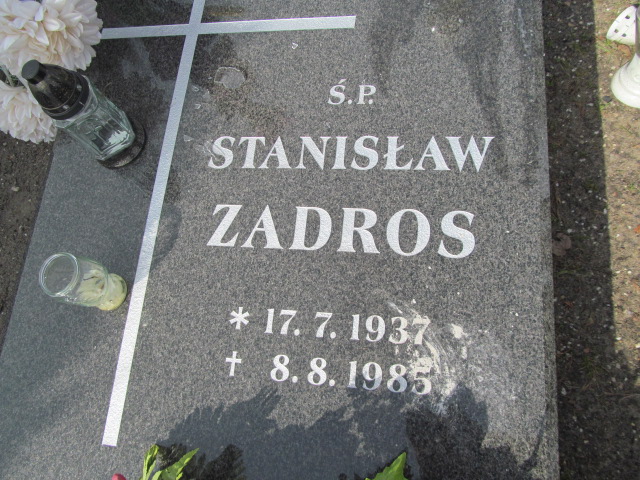 Ś.P.
STANISŁAW
ZADROS
* 17. 7. 1937
† 8. 8. 1985